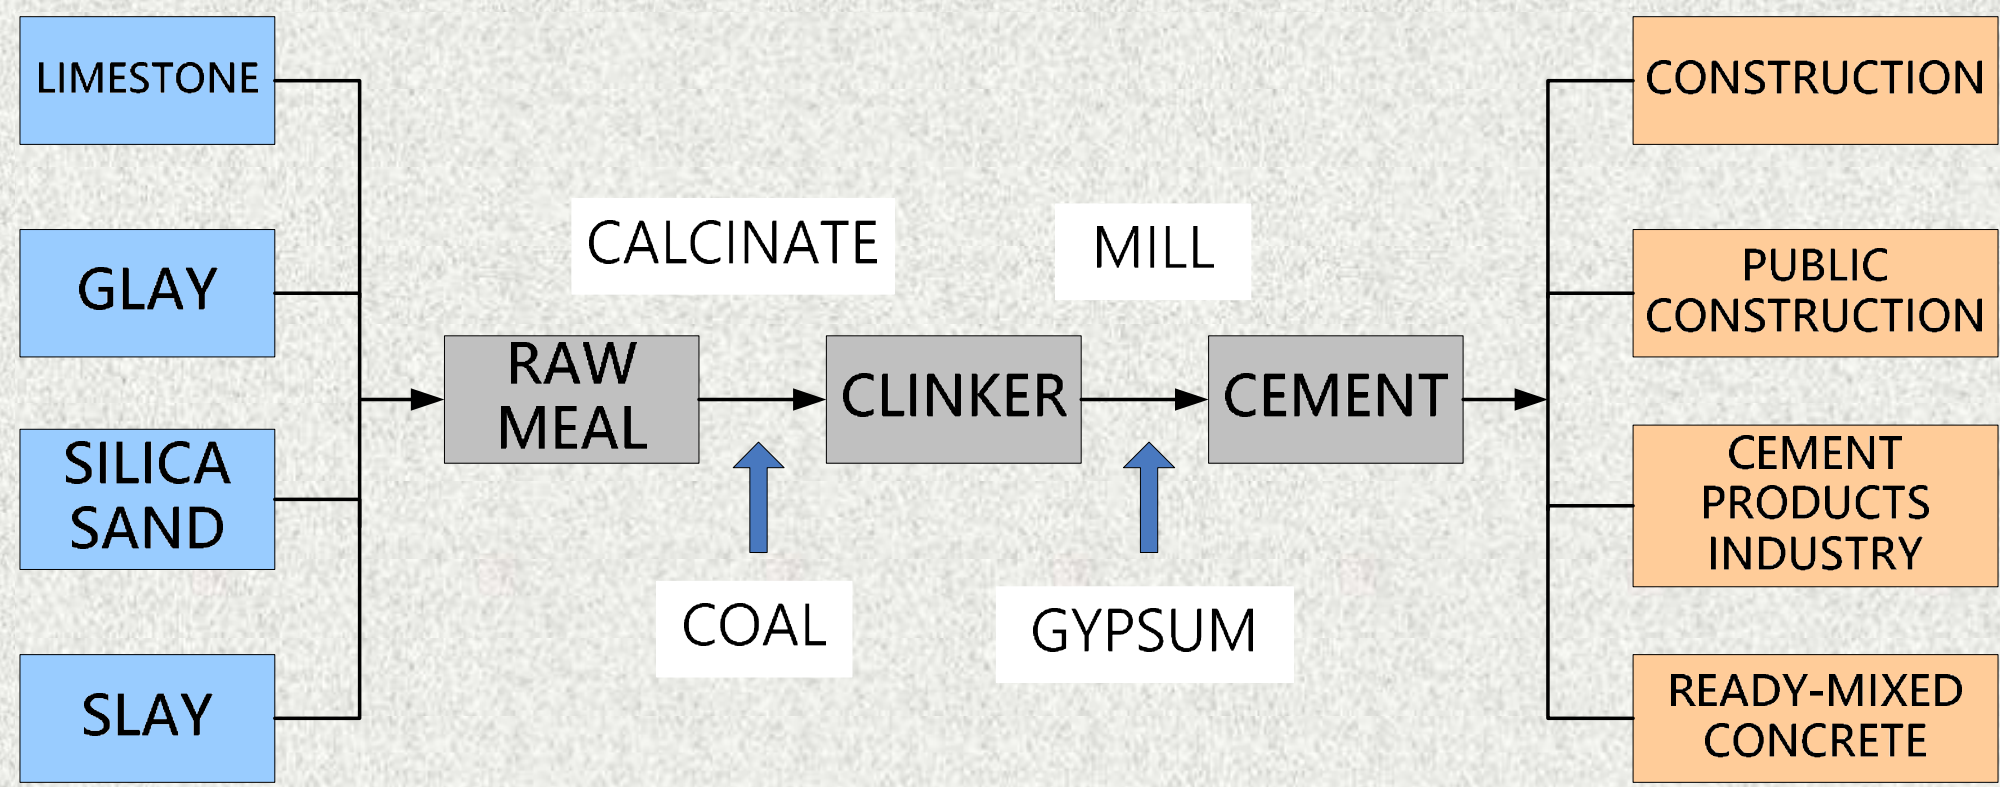 LIMESTONE
GLAY
SILICA
SAND
SLAY
CALCINATE
MILL
RAW
MEAL
CLINKER
CEMENT
COAL
GYPSUM
CONSTRUCTION
PUBLIC
CONSTRUCTION
CEMENT
PRODUCTS
INDUSTRY
READY-MIXED
CONCRETE